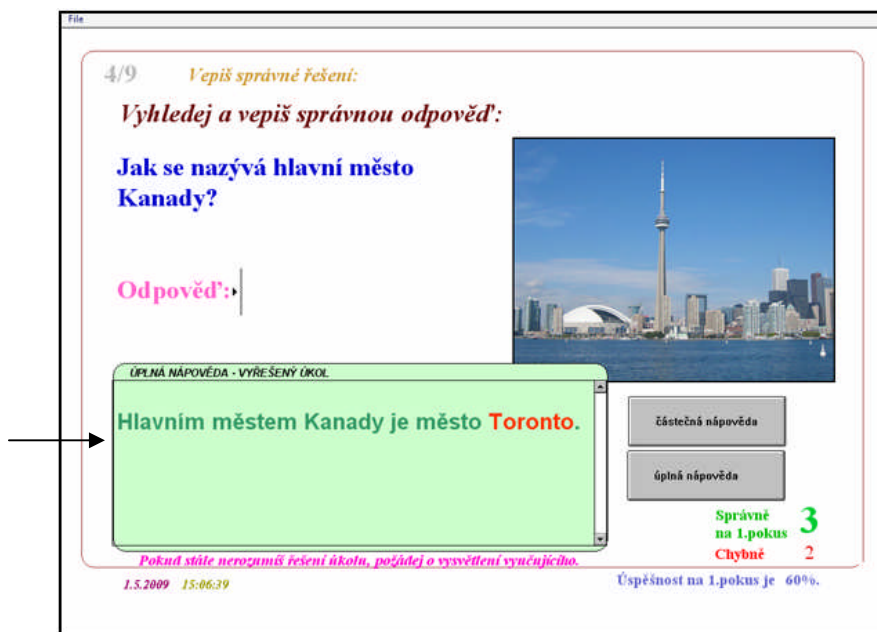 File
4/9 Vepiš správné řešení:
Vyhledej a vepiš správnou odpověď:
Jak se nazývá hlavní město
Kanady?
Odpověď:
ÚPLNÁ NÁPOVĚDA - VYŘEŠENÝ ÚKOL
Hlavním městem Kanady je město Toronto.
částečná nápověda
úplná nápověda
Správně
na 1.pokus 3
Chybně 2
Pokud stále nerozumíš řešení úkolu, požádej o vysvětlení vyučujícího.
1.5.2009 15:06:39
Úspěšnost na 1.pokus je 60%.